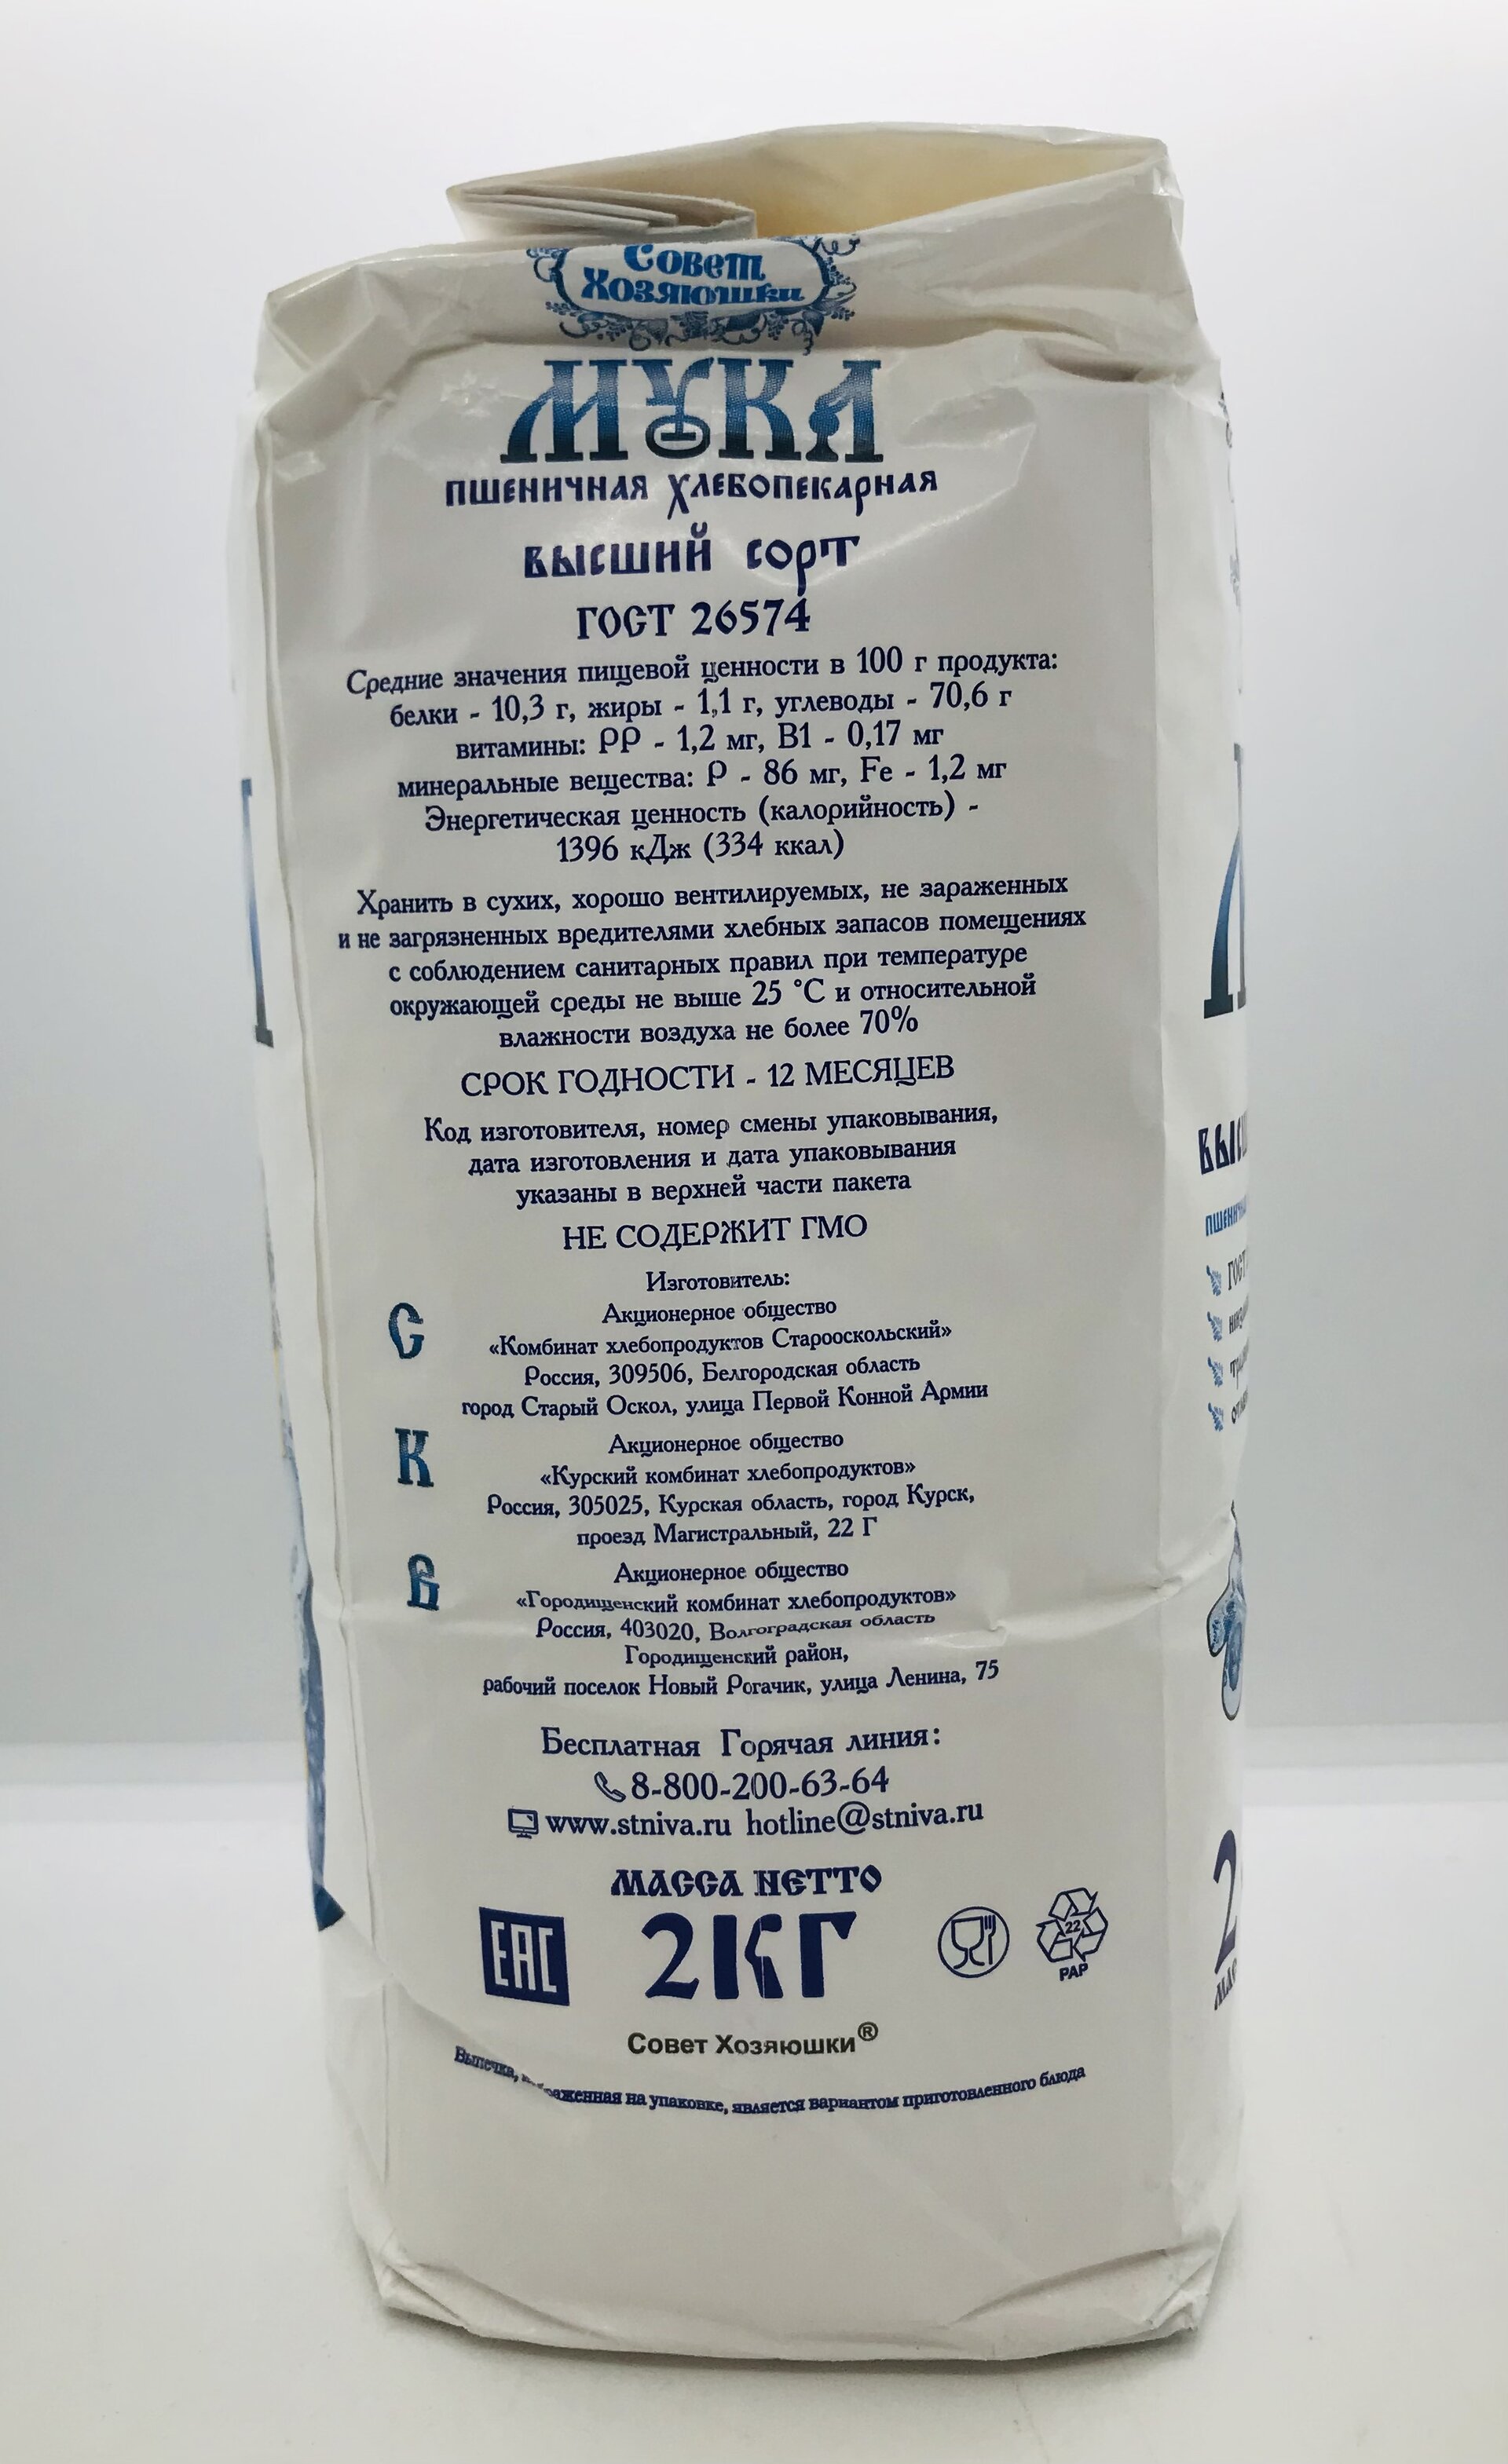 Совет
Хозяюшки
МУКА
пшеничная хлебопекарная
высший сорт
ГОСТ 26574
Средние значения пищевой ценности в 100 г продукта:
белки - 10,3 г, жиры - 1,1 г, углеводы - 70,6 г
витамины: PP - 1,2 мг, B1 - 0,17 мг
минеральные вещества: P - 86 мг, Fe - 1,2 мг
Энергетическая ценность (калорийность) -
1396 кДж (334 ккал)
Хранить в сухих, хорошо вентилируемых, не зараженных
и не загрязненных вредителями хлебных запасов помещениях
с соблюдением санитарных правил при температуре
окружающей среды не выше 25 °С и относительной
влажности воздуха не более 70%
СРОК ГОДНОСТИ - 12 МЕСЯЦЕВ
Код изготовителя, номер смены упаковывания,
дата изготовления и дата упаковывания
указаны в верхней части пакета
НЕ СОДЕРЖИТ ГМО
Изготовитель:
С
Акционерное общество
«Комбинат хлебопродуктов Старооскольский»
Россия, 309506, Белгородская область
город Старый Оскол, улица Первой Конной Армии
К
Акционерное общество
«Курский комбинат хлебопродуктов»
Россия, 305025, Курская область, город Курск,
проезд Магистральный, 22 Г
В
Акционерное общество
«Городищенский комбинат хлебопродуктов»
Россия, 403020, Волгоградская область
Городищенский район,
рабочий поселок Новый Рогачик, улица Ленина, 75
Бесплатная Горячая линия:
8-800-200-63-64
www.stniva.ru hotline@stniva.ru
МАССА НЕТТО
EAC 2КГ 22
PAP
Совет Хозяюшки®
Выпечка, на упаковке, является вариантом приготовленного блюда
ГОСТ
2